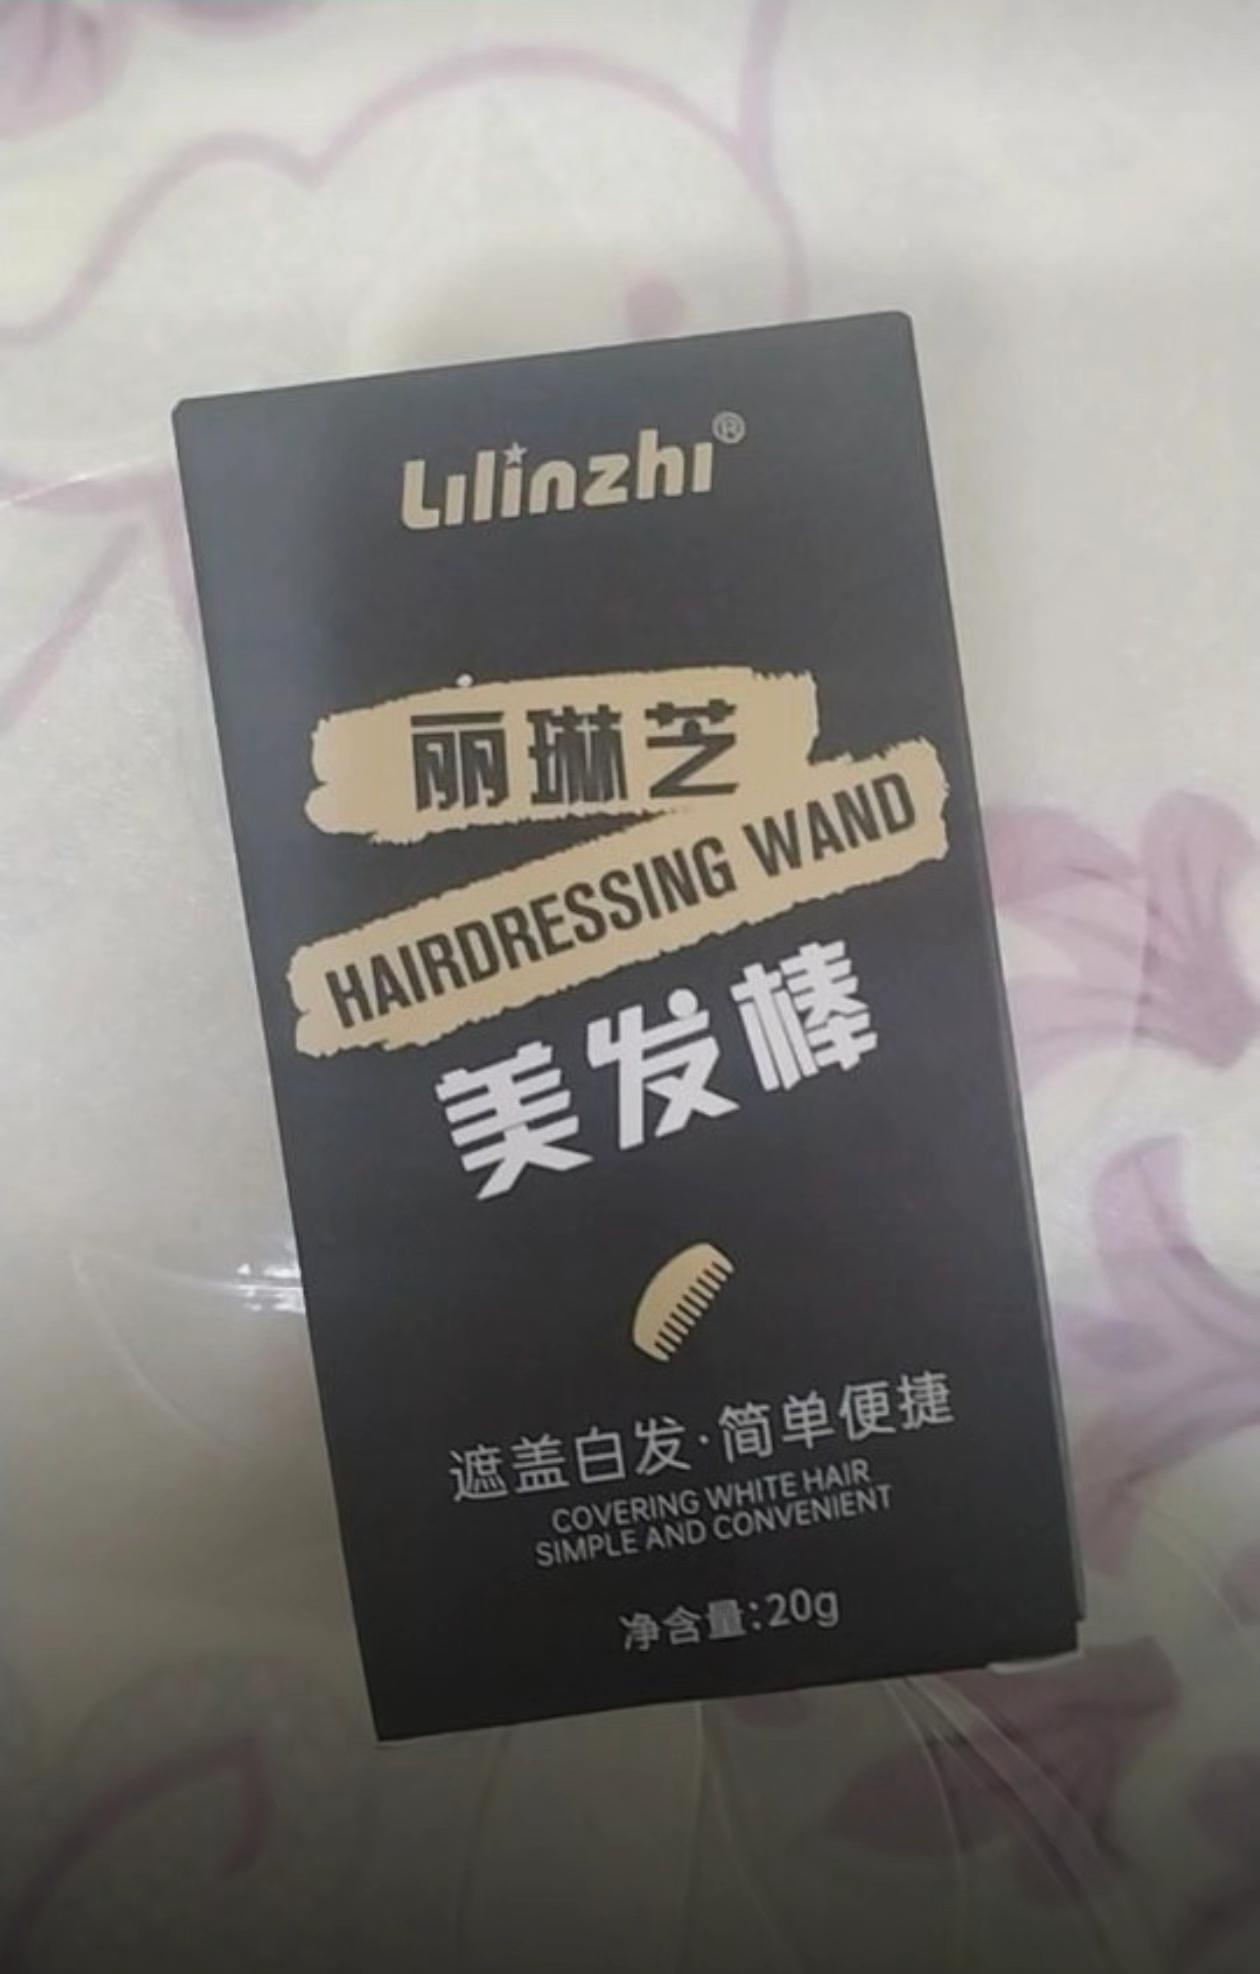 Lilinzhi®
丽琳芝
HAIRDRESSING WAND
美发棒
遮盖白发·简单便捷
COVERING WHITE HAIR
SIMPLE AND CONVENIENT
净含量:20g